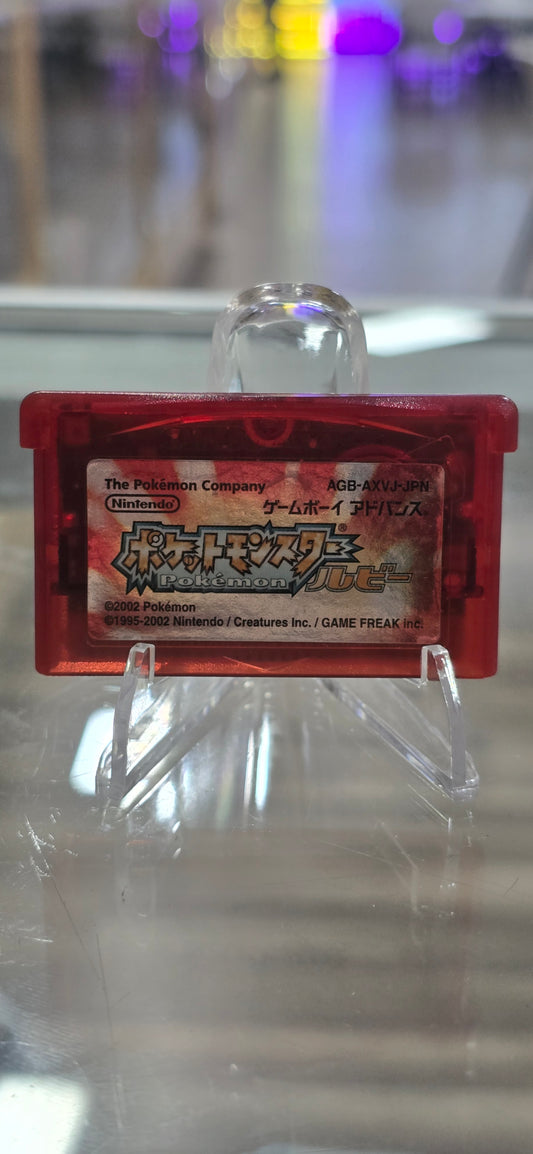 The Pokémon Company
AGB-AXVJ-JPN
Nintendo
ゲームボーイ アドバンス®
ポケットモンスター®
Pokémon
ルビー
©2002 Pokémon
©1995-2002 Nintendo / Creatures Inc. / GAME FREAK inc.